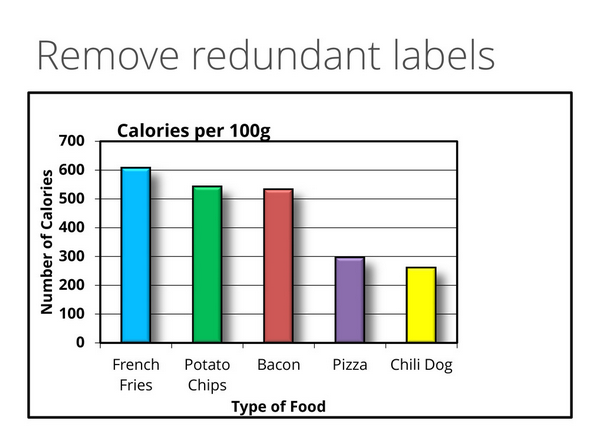 Remove redundant labels
Calories per 100g
Number of Calories
700
600
500
400
300
200
100
0
French Fries
Potato Chips
Bacon
Pizza
Chili Dog
Type of Food